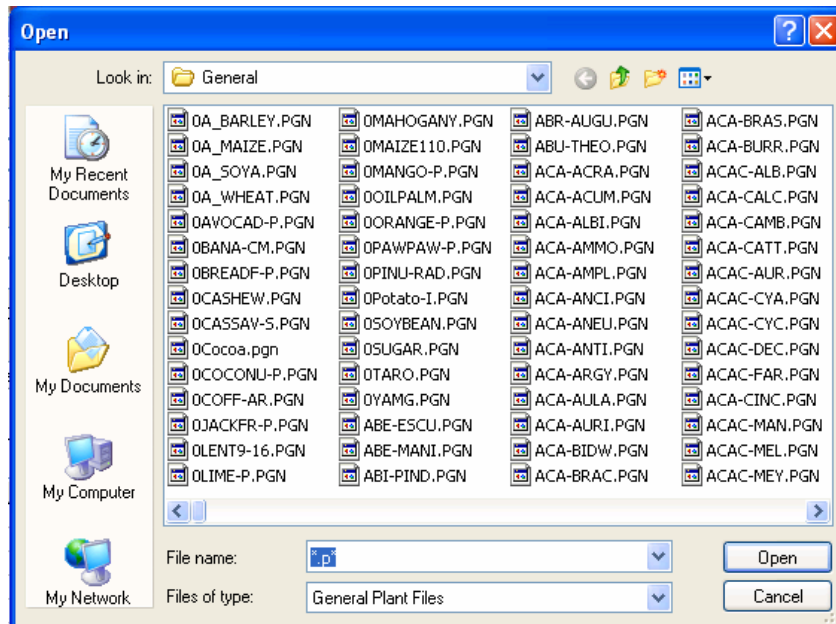 Open
Look in: General
My Recent Documents
Desktop
My Documents
My Computer
My Network
0A_BARLEY.PGN
0A_MAIZE.PGN
0A_SOYA.PGN
0A_WHEAT.PGN
0AVOCAD-P.PGN
0BANA-CM.PGN
0BREADF-P.PGN
0CASHEW.PGN
0CASSAV-S.PGN
0Cocoa.pgn
0COCONU-P.PGN
0COFF-AR.PGN
0JACKFR-P.PGN
0LENT9-16.PGN
0LIME-P.PGN
0MAHOGANY.PGN
0MAIZE110.PGN
0MANGO-P.PGN
0OILPALM.PGN
0ORANGE-P.PGN
0PAWPAW-P.PGN
0PINU-RAD.PGN
0Potato-I.PGN
0SOYBEAN.PGN
0SUGAR.PGN
0TARO.PGN
0YAMG.PGN
ABE-ESCU.PGN
ABE-MANI.PGN
ABI-PIND.PGN
ABR-AUGU.PGN
ABU-THEO.PGN
ACA-ACRA.PGN
ACA-ACUM.PGN
ACA-ALBI.PGN
ACA-AMMO.PGN
ACA-AMPL.PGN
ACA-ANCI.PGN
ACA-ANEU.PGN
ACA-ANTI.PGN
ACA-ARGY.PGN
ACA-AULA.PGN
ACA-AURI.PGN
ACA-BIDW.PGN
ACA-BRAC.PGN
ACA-BRAS.PGN
ACA-BURR.PGN
ACAC-ALB.PGN
ACA-CALC.PGN
ACA-CAMB.PGN
ACA-CATT.PGN
ACAC-AUR.PGN
ACAC-CYA.PGN
ACAC-CYC.PGN
ACAC-DEC.PGN
ACAC-FAR.PGN
ACA-CINC.PGN
ACAC-MAN.PGN
ACAC-MEL.PGN
ACAC-MEY.PGN
File name: *.p* Open
Files of type: General Plant Files Cancel